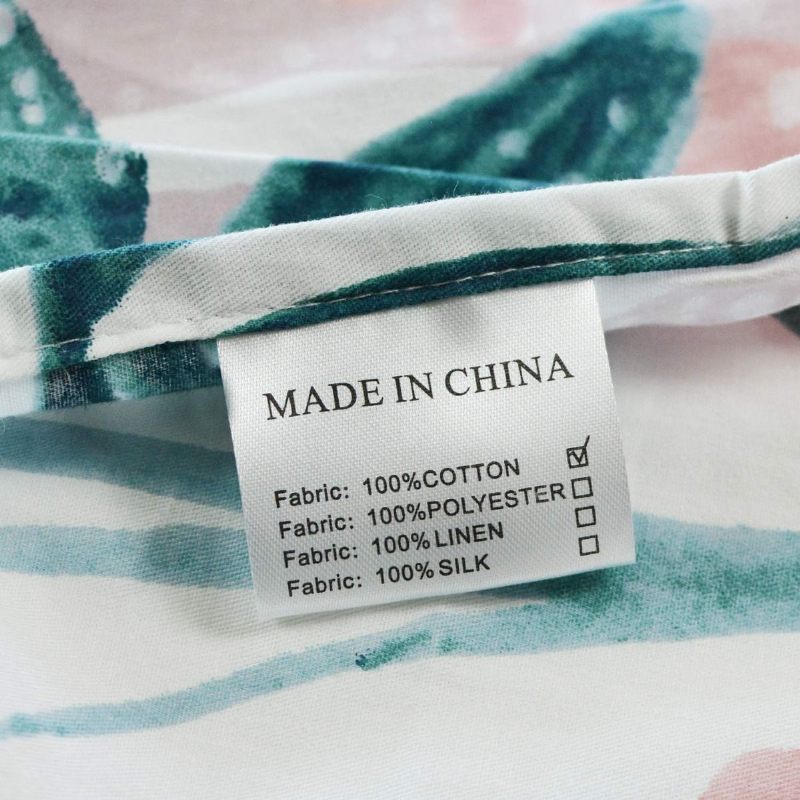 MADE IN CHINA
Fabric: 100%COTTON ☑
Fabric: 100%POLYESTER ☐
Fabric: 100%LINEN ☐
Fabric: 100%SILK ☐